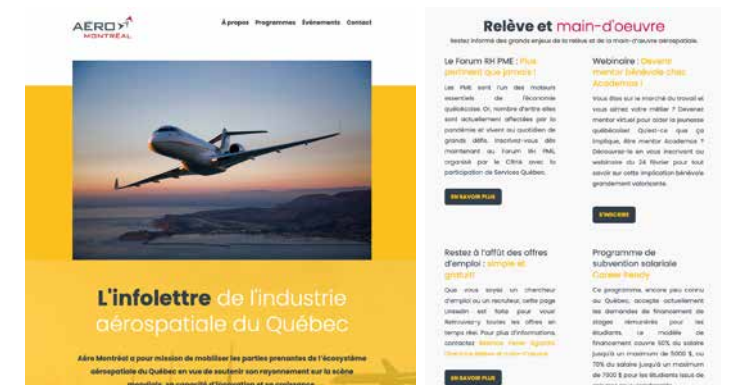 AÉRO
MONTRÉAL
À propos Programmes Événements Contact
L'infolettre de l'industrie
aérospatiale du Québec
Aéro Montréal a pour mission de mobiliser les parties prenantes de l'écosystème
aérospatiale du Québec en vue de soutenir son rayonnement sur la scène
mondiale, sa capacité d'innovation et sa croissance.
Relève et main-d'oeuvre
Restez informé des grands enjeux de la relève et de la main-d'œuvre aérospatiale.
Le Forum RH PME : Plus
pertinent que jamais !
Les PME sont l'un des moteurs
essentiels de l'économie
québécoise. Or, nombre d'entre elles
sont actuellement affectées par la
pandémie et vivent au quotidien de
grands défis. Inscrivez-vous dès
maintenant au Forum RH PME,
organisé par le avec la
participation de Services Québec.
EN SAVOIR PLUS
Webinaire : Devenir
mentor bénévole chez
Academos !
Vous êtes sur le marché du travail et
vous aimez votre métier ? Devenez
mentor virtuel pour aider la jeunesse
québécoise! Qu'est-ce que ça
implique, être mentor Academos ?
Découvrez-le en vous inscrivant au
webinaire du 24 février pour tout
savoir sur cette implication bénévole
grandement valorisante.
S'INSCRIRE
Restez à l'affût des offres
d'emploi : simple et
gratuit!
Que vous soyez un chercheur
d'emploi ou un recruteur, cette page
LinkedIn est faite pour vous!
Retrouvez-y toutes les offres en
temps réel. Pour plus d'informations,
contactez
EN SAVOIR PLUS
Programme de
subvention salariale
Career Ready
Ce programme, encore peu connu
au Québec, accepte actuellement
les demandes de financement de
stages rémunérés pour les
étudiants. Le modèle de
financement couvre 50% du salaire
jusqu'à un maximum de 5000 $, ou
70% du salaire jusqu'à un maximum
de 7000 $ pour les étudiants issus de